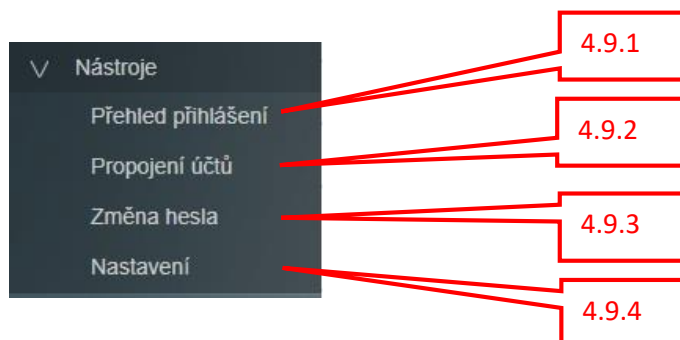 Nástroje
Přehled přihlášení
Propojení účtů
Změna hesla
Nastavení
4.9.1
4.9.2
4.9.3
4.9.4